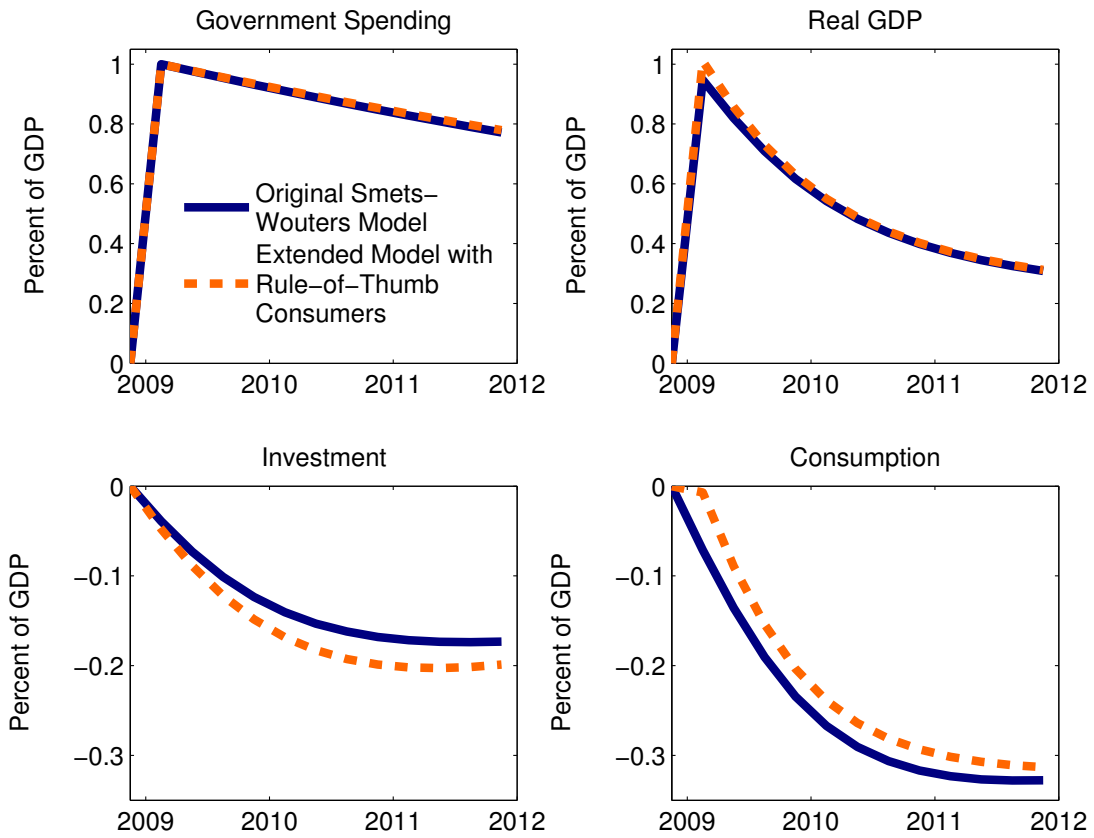 Government Spending
Percent of GDP
1
0.8
0.6
0.4
0.2
0
2009 2010 2011 2012
Original Smets−
Wouters Model
Extended Model with
Rule−of−Thumb
Consumers
Real GDP
Percent of GDP
1
0.8
0.6
0.4
0.2
0
2009 2010 2011 2012
Investment
Percent of GDP
0
−0.1
−0.2
−0.3
2009 2010 2011 2012
Consumption
Percent of GDP
0
−0.1
−0.2
−0.3
2009 2010 2011 2012